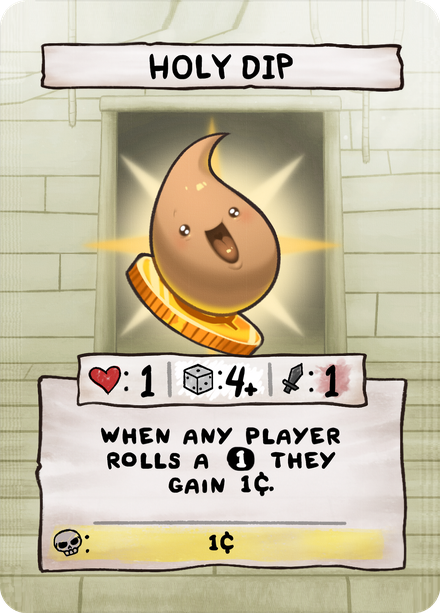 HOLY DIP
: 1 : 4+ : 1
WHEN ANY PLAYER
ROLLS A 1 THEY
GAIN 1¢.
: 1¢